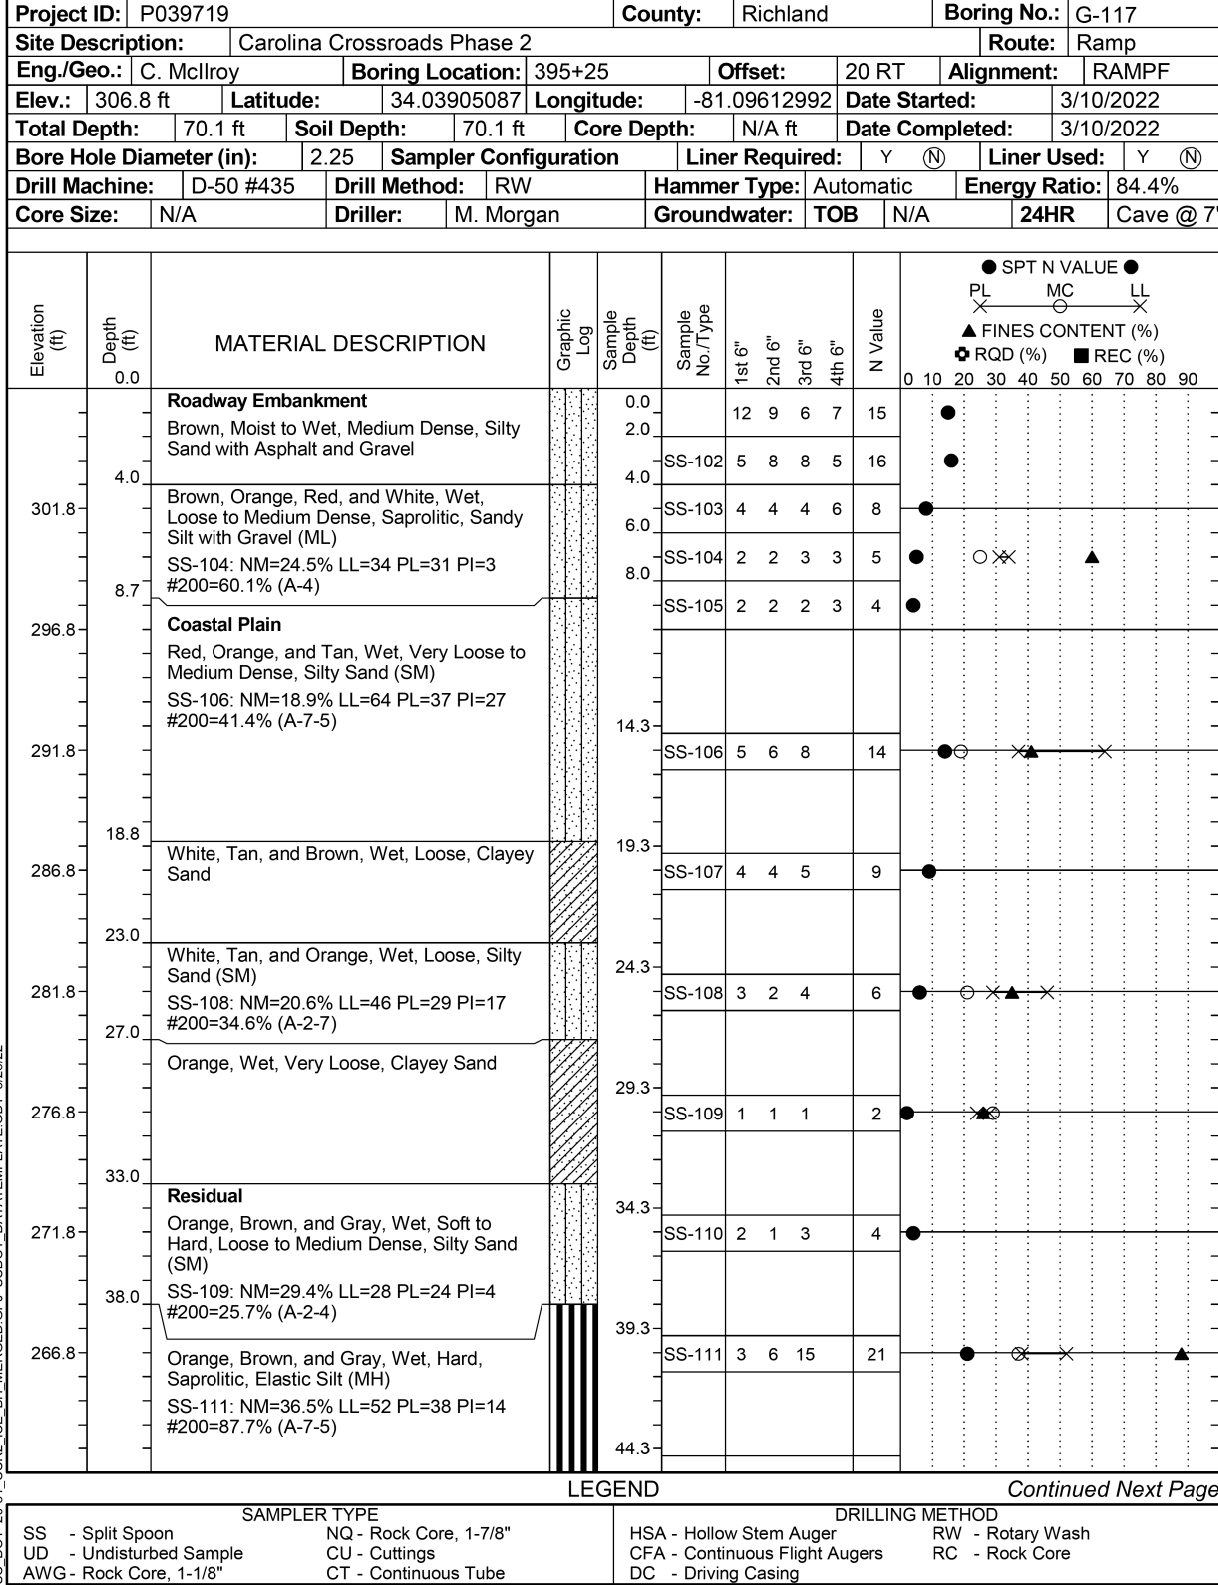 Project ID: P039719 County: Richland Boring No.: G-117
Site Description: Carolina Crossroads Phase 2 Route: Ramp
Eng./Geo.: C. McIlroy Boring Location: 395+25 Offset: 20 RT Alignment: RAMPF
Elev.: 306.8 ft Latitude: 34.03905087 Longitude: -81.09612992 Date Started: 3/10/2022
Total Depth: 70.1 ft Soil Depth: 70.1 ft Core Depth: N/A ft Date Completed: 3/10/2022
Bore Hole Diameter (in): 2.25 Sampler Configuration Liner Required: Y N Liner Used: Y N
Drill Machine: D-50 #435 Drill Method: RW Hammer Type: Automatic Energy Ratio: 84.4%
Core Size: N/A Driller: M. Morgan Groundwater: TOB N/A 24HR Cave @ 7'
Elevation (ft) Depth (ft) MATERIAL DESCRIPTION Graphic Log Sample Depth (ft) Sample No./Type 1st 6" 2nd 6" 3rd 6" 4th 6" N Value
SPT N VALUE
PL MC LL
FINES CONTENT (%)
RQD (%) REC (%)
0.0 0 10 20 30 40 50 60 70 80 90
Roadway Embankment 0.0
12 9 6 7 15
Brown, Moist to Wet, Medium Dense, Silty 2.0
Sand with Asphalt and Gravel
SS-102 5 8 8 5 16
4.0 4.0
Brown, Orange, Red, and White, Wet,
301.8 SS-103 4 4 4 6 8
Loose to Medium Dense, Saprolitic, Sandy 6.0
Silt with Gravel (ML)
SS-104: NM=24.5% LL=34 PL=31 PI=3 SS-104 2 2 3 3 5
#200=60.1% (A-4) 8.0
8.7
SS-105 2 2 2 3 4
Coastal Plain
296.8
Red, Orange, and Tan, Wet, Very Loose to
Medium Dense, Silty Sand (SM)
SS-106: NM=18.9% LL=64 PL=37 PI=27
#200=41.4% (A-7-5) 14.3
291.8 SS-106 5 6 8 14
18.8
White, Tan, and Brown, Wet, Loose, Clayey 19.3
Sand
286.8 SS-107 4 4 5 9
23.0
White, Tan, and Orange, Wet, Loose, Silty
Sand (SM) 24.3
281.8 SS-108 3 2 4 6
SS-108: NM=20.6% LL=46 PL=29 PI=17
#200=34.6% (A-2-7)
27.0
Orange, Wet, Very Loose, Clayey Sand
29.3
276.8 SS-109 1 1 1 2
33.0
Residual
34.3
Orange, Brown, and Gray, Wet, Soft to
271.8 SS-110 2 1 3 4
Hard, Loose to Medium Dense, Silty Sand
(SM)
SS-109: NM=29.4% LL=28 PL=24 PI=4
38.0
#200=25.7% (A-2-4)
39.3
266.8 SS-111 3 6 15 21
Orange, Brown, and Gray, Wet, Hard,
Saprolitic, Elastic Silt (MH)
SS-111: NM=36.5% LL=52 PL=38 PI=14
#200=87.7% (A-7-5)
44.3
LEGEND Continued Next Page
SAMPLER TYPE DRILLING METHOD
SS - Split Spoon NQ - Rock Core, 1-7/8" HSA - Hollow Stem Auger RW - Rotary Wash
UD - Undisturbed Sample CU - Cuttings CFA - Continuous Flight Augers RC - Rock Core
AWG - Rock Core, 1-1/8" CT - Continuous Tube DC - Driving Casing